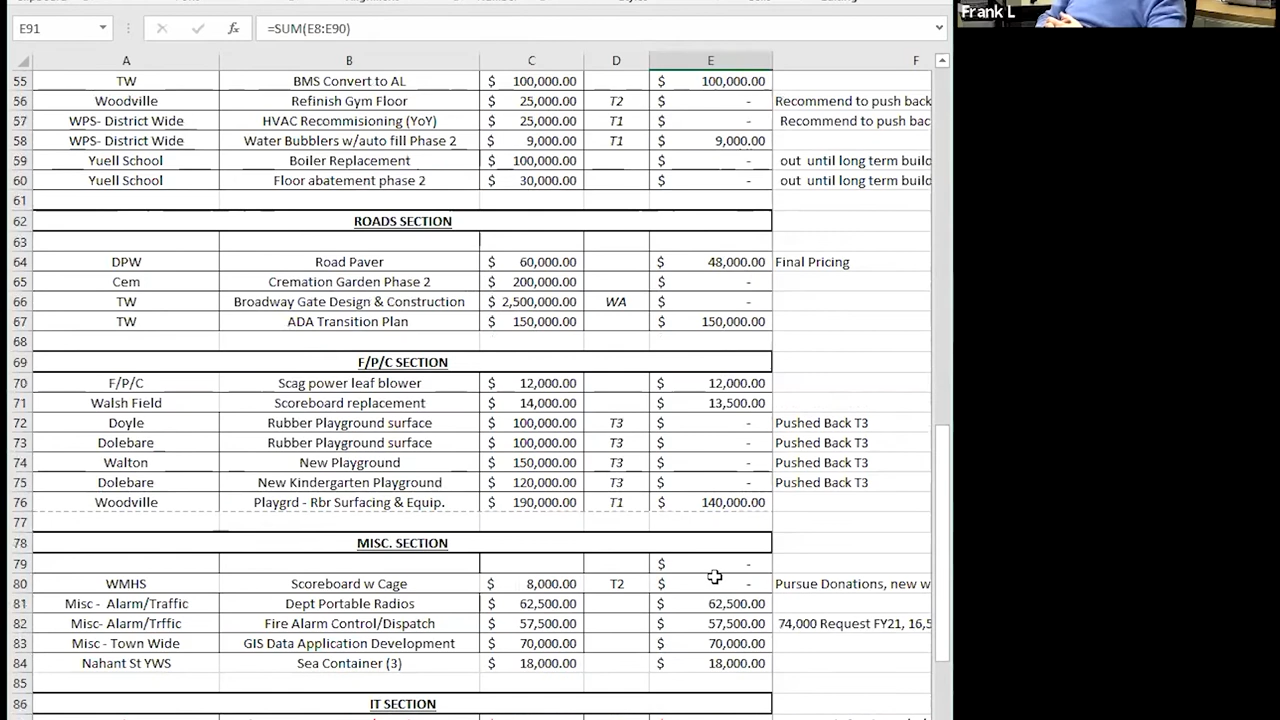 Frank L
E91 =SUM(E8:E90)
A B C D E F
55 TW BMS Convert to AL $ 100,000.00 $ 100,000.00
56 Woodville Refinish Gym Floor $ 25,000.00 T2 $ - Recommend to push back
57 WPS- District Wide HVAC Recommisioning (YoY) $ 25,000.00 T1 $ - Recommend to push bac
58 WPS- District Wide Water Bubblers w/auto fill Phase 2 $ 9,000.00 T1 $ 9,000.00
59 Yuell School Boiler Replacement $ 100,000.00 $ - out until long term build
60 Yuell School Floor abatement phase 2 $ 30,000.00 $ - out until long term build
61
62 ROADS SECTION
63
64 DPW Road Paver $ 60,000.00 $ 48,000.00 Final Pricing
65 Cem Cremation Garden Phase 2 $ 200,000.00 $ -
66 TW Broadway Gate Design & Construction $ 2,500,000.00 WA $ -
67 TW ADA Transition Plan $ 150,000.00 $ 150,000.00
68
69 F/P/C SECTION
70 F/P/C Scag power leaf blower $ 12,000.00 $ 12,000.00
71 Walsh Field Scoreboard replacement $ 14,000.00 $ 13,500.00
72 Doyle Rubber Playground surface $ 100,000.00 T3 $ - Pushed Back T3
73 Dolebare Rubber Playground surface $ 100,000.00 T3 $ - Pushed Back T3
74 Walton New Playground $ 150,000.00 T3 $ - Pushed Back T3
75 Dolebare New Kindergarten Playground $ 120,000.00 T3 $ - Pushed Back T3
76 Woodville Playgrd - Rbr Surfacing & Equip. $ 190,000.00 T1 $ 140,000.00
77
78 MISC. SECTION
79 $ -
80 WMHS Scoreboard w Cage $ 8,000.00 T2 $ - Pursue Donations, new w
81 Misc - Alarm/Traffic Dept Portable Radios $ 62,500.00 $ 62,500.00
82 Misc- Alarm/Trffic Fire Alarm Control/Dispatch $ 57,500.00 $ 57,500.00 74,000 Request FY21, 16,5
83 Misc - Town Wide GIS Data Application Development $ 70,000.00 $ 70,000.00
84 Nahant St YWS Sea Container (3) $ 18,000.00 $ 18,000.00
85
86 IT SECTION